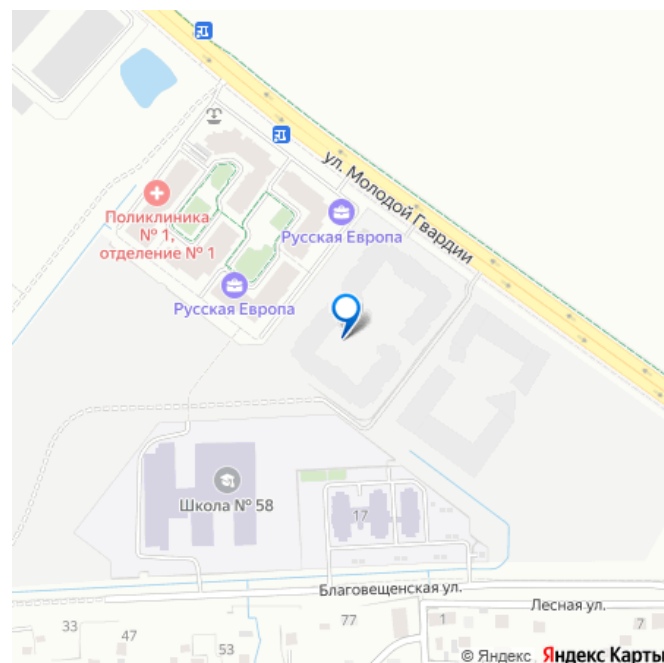 ул. Молодой Гвардии
Поликлиника
№ 1,
отделение № 1
Русская Европа
Русская Европа
Школа № 58
17
Благовещенская ул.
Лесная ул.
33
47
53
77
1
7
© Яндекс Яндекс Карты